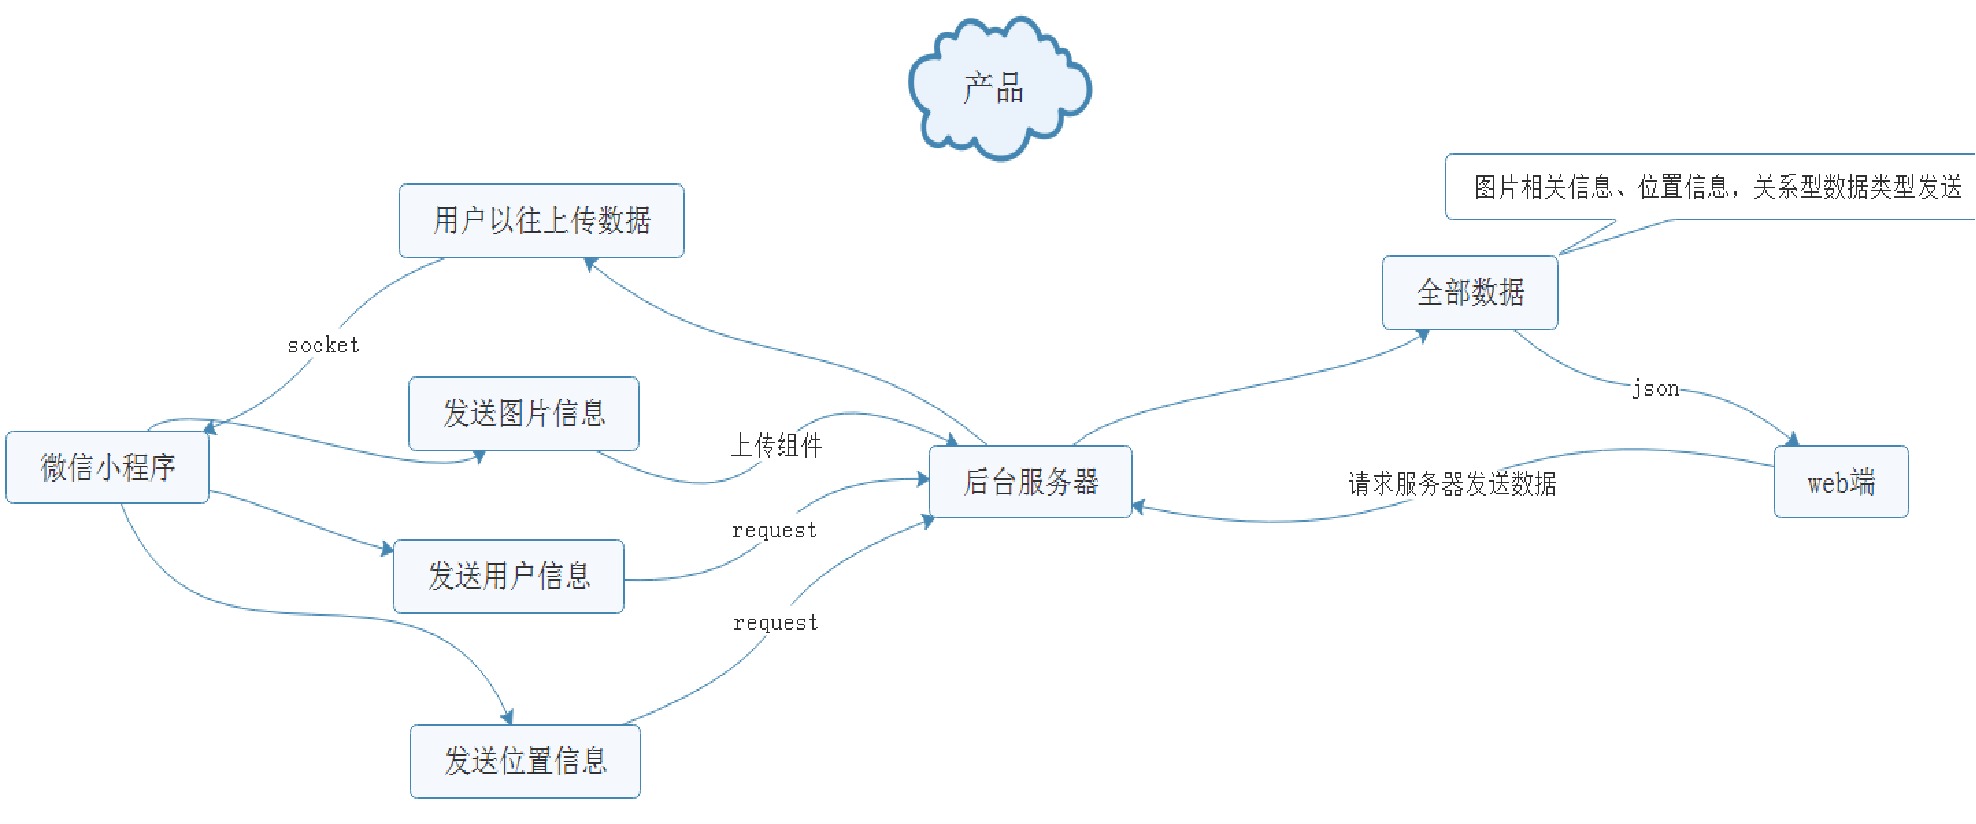 产品
图片相关信息、位置信息，关系型数据类型发送
用户以往上传数据
全部数据
socket
json
发送图片信息
上传组件
微信小程序
后台服务器
请求服务器发送数据
web端
request
发送用户信息
request
发送位置信息